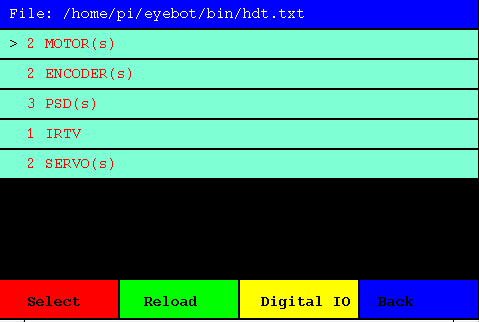 File: /home/pi/eyebot/bin/hdt.txt
> 2 MOTOR(s)
2 ENCODER(s)
3 PSD(s)
1 IRTV
2 SERVO(s)
Select Reload Digital IO Back